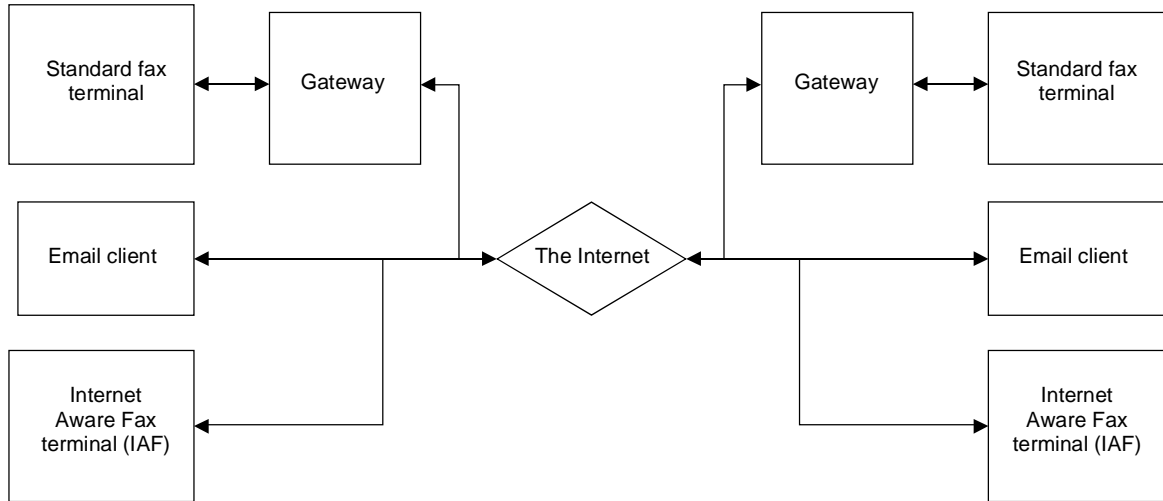 Standard fax
terminal
Gateway
Gateway
Standard fax
terminal
Email client
The Internet
Email client
Internet
Aware Fax
terminal (IAF)
Internet
Aware Fax
terminal (IAF)